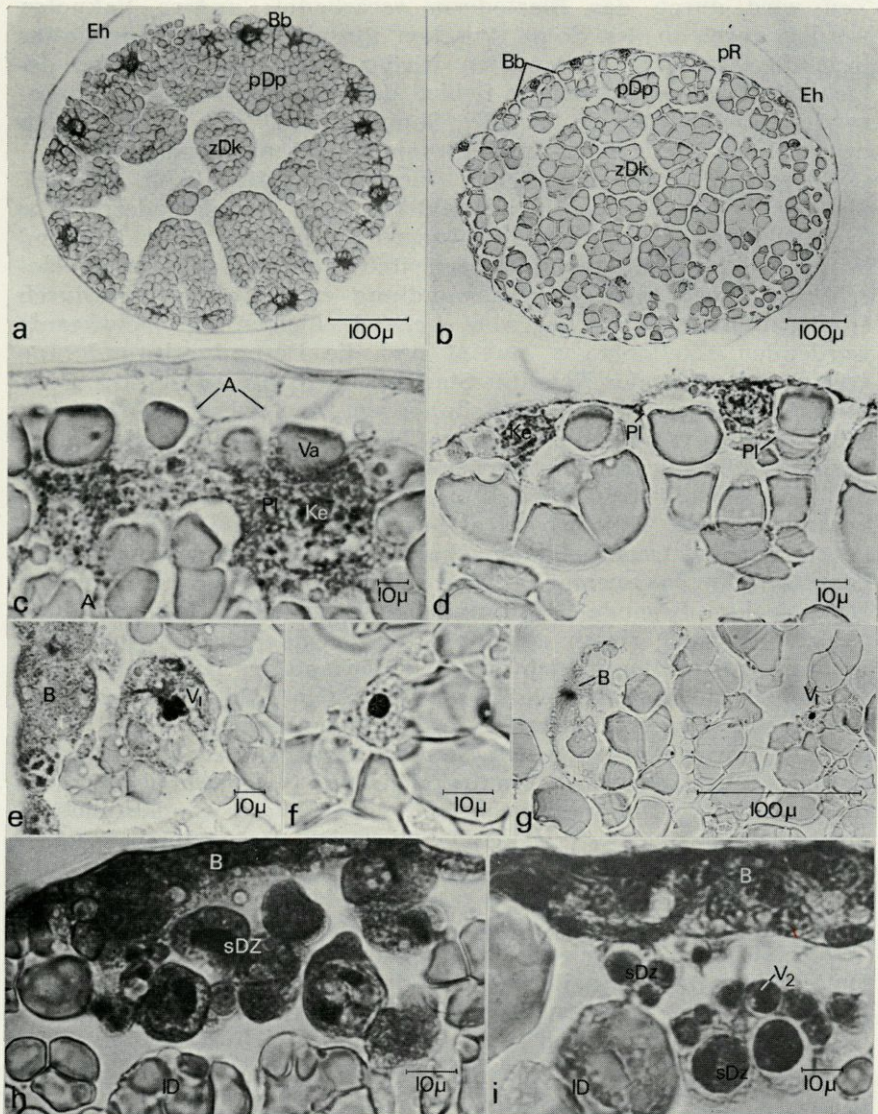 Eh
Bb
pDp
zDk
100µ
a
Bb
pR
pDp
Eh
zDk
100µ
b
A
Va
Pl
Ke
A
10µ
c
Ke
Pl
Pl
10µ
d
B
V₁
10µ
e
10µ
f
B
V₁
100µ
g
B
sDZ
lD
10µ
h
B
sDz
V₂
sDz
lD
10µ
i